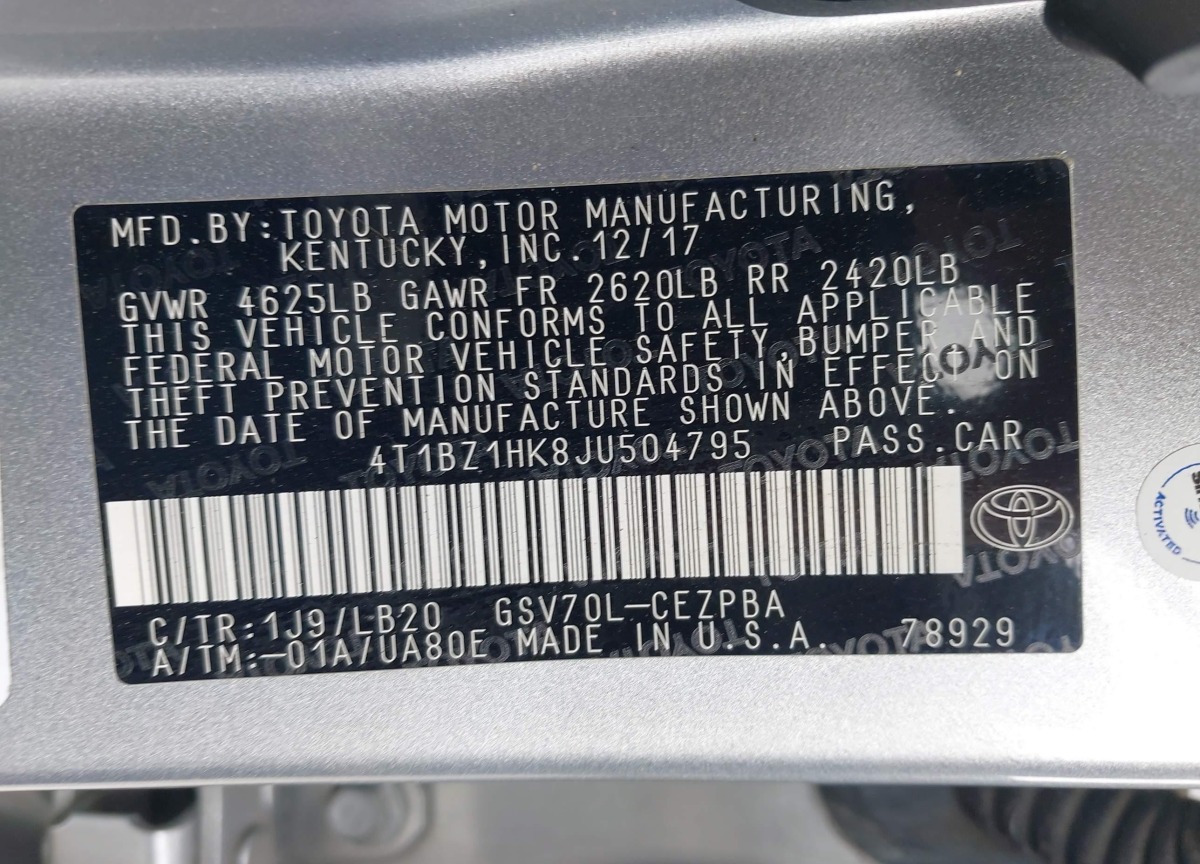 MFD.BY:TOYOTA MOTOR MANUFACTURING,
KENTUCKY,INC.12/17
GVWR 4625LB GAWR FR 2620LB RR 2420LB
THIS VEHICLE CONFORMS TO ALL APPLICABLE
FEDERAL MOTOR VEHICLE SAFETY,BUMPER,AND
THEFT PREVENTION STANDARDS IN EFFECT ON
THE DATE OF MANUFACTURE SHOWN ABOVE.
4T1BZ1HK8JU504795 PASS.CAR
C/TR:1J9/LB20 GSV70L-CEZPBA
A/TM:-01A/UA80E MADE IN U.S.A. 78929
TOYOTA
ACTIVATED